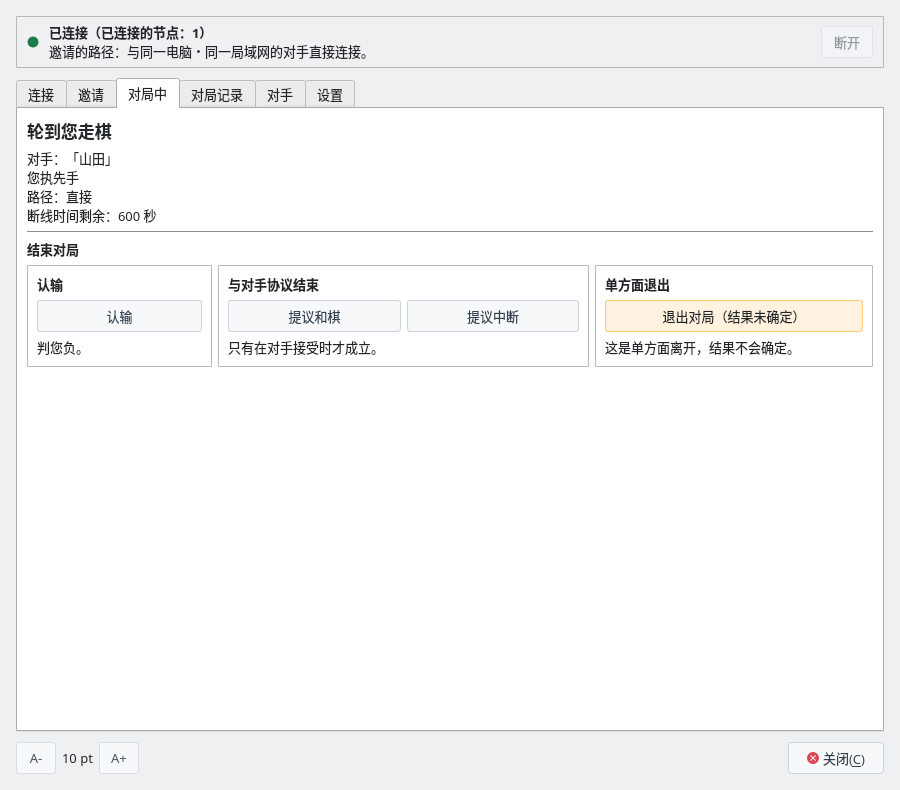 已连接（已连接的节点：1）
邀请的路径：与同一电脑・同一局域网的对手直接连接。
断开
连接
邀请
对局中
对局记录
对手
设置
轮到您走棋
对手：「山田」
您执先手
路径：直接
断线时间剩余：600 秒
结束对局
认输
认输
判您负。
与对手协议结束
提议和棋
提议中断
只有在对手接受时才成立。
单方面退出
退出对局（结果未确定）
这是单方面离开，结果不会确定。
A-
10 pt
A+
关闭(C)